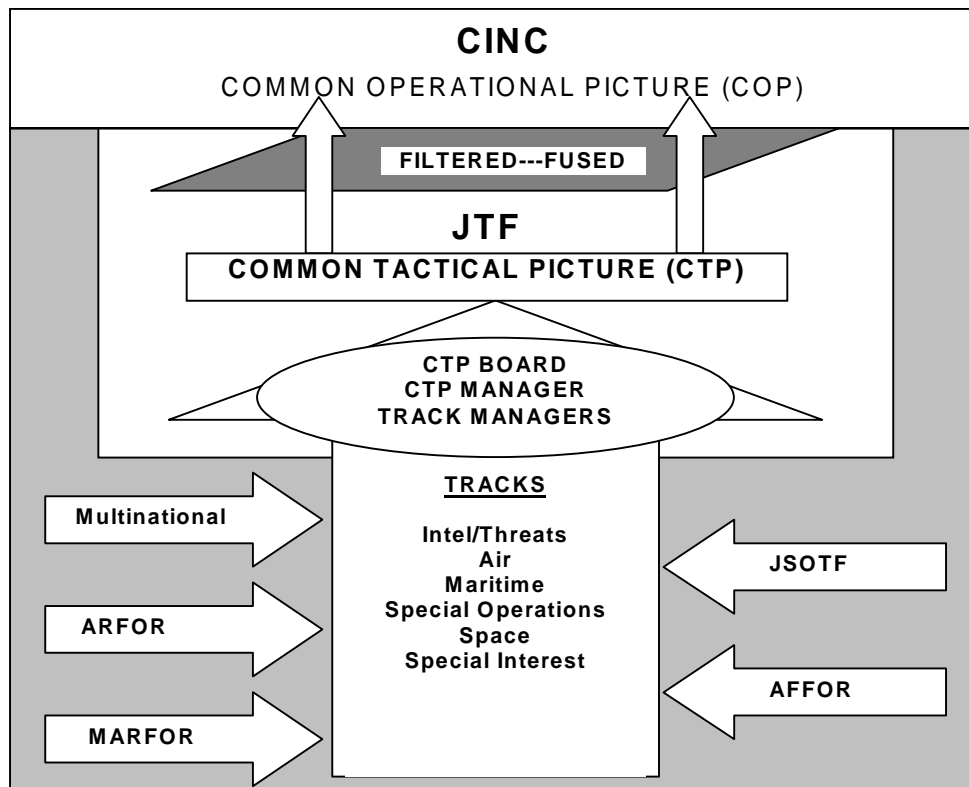 CINC
COMMON OPERATIONAL PICTURE (COP)
FILTERED---FUSED
JTF
COMMON TACTICAL PICTURE (CTP)
CTP BOARD
CTP MANAGER
TRACK MANAGERS
TRACKS
Intel/Threats
Air
Maritime
Special Operations
Space
Special Interest
Multinational
ARFOR
MARFOR
JSOTF
AFFOR